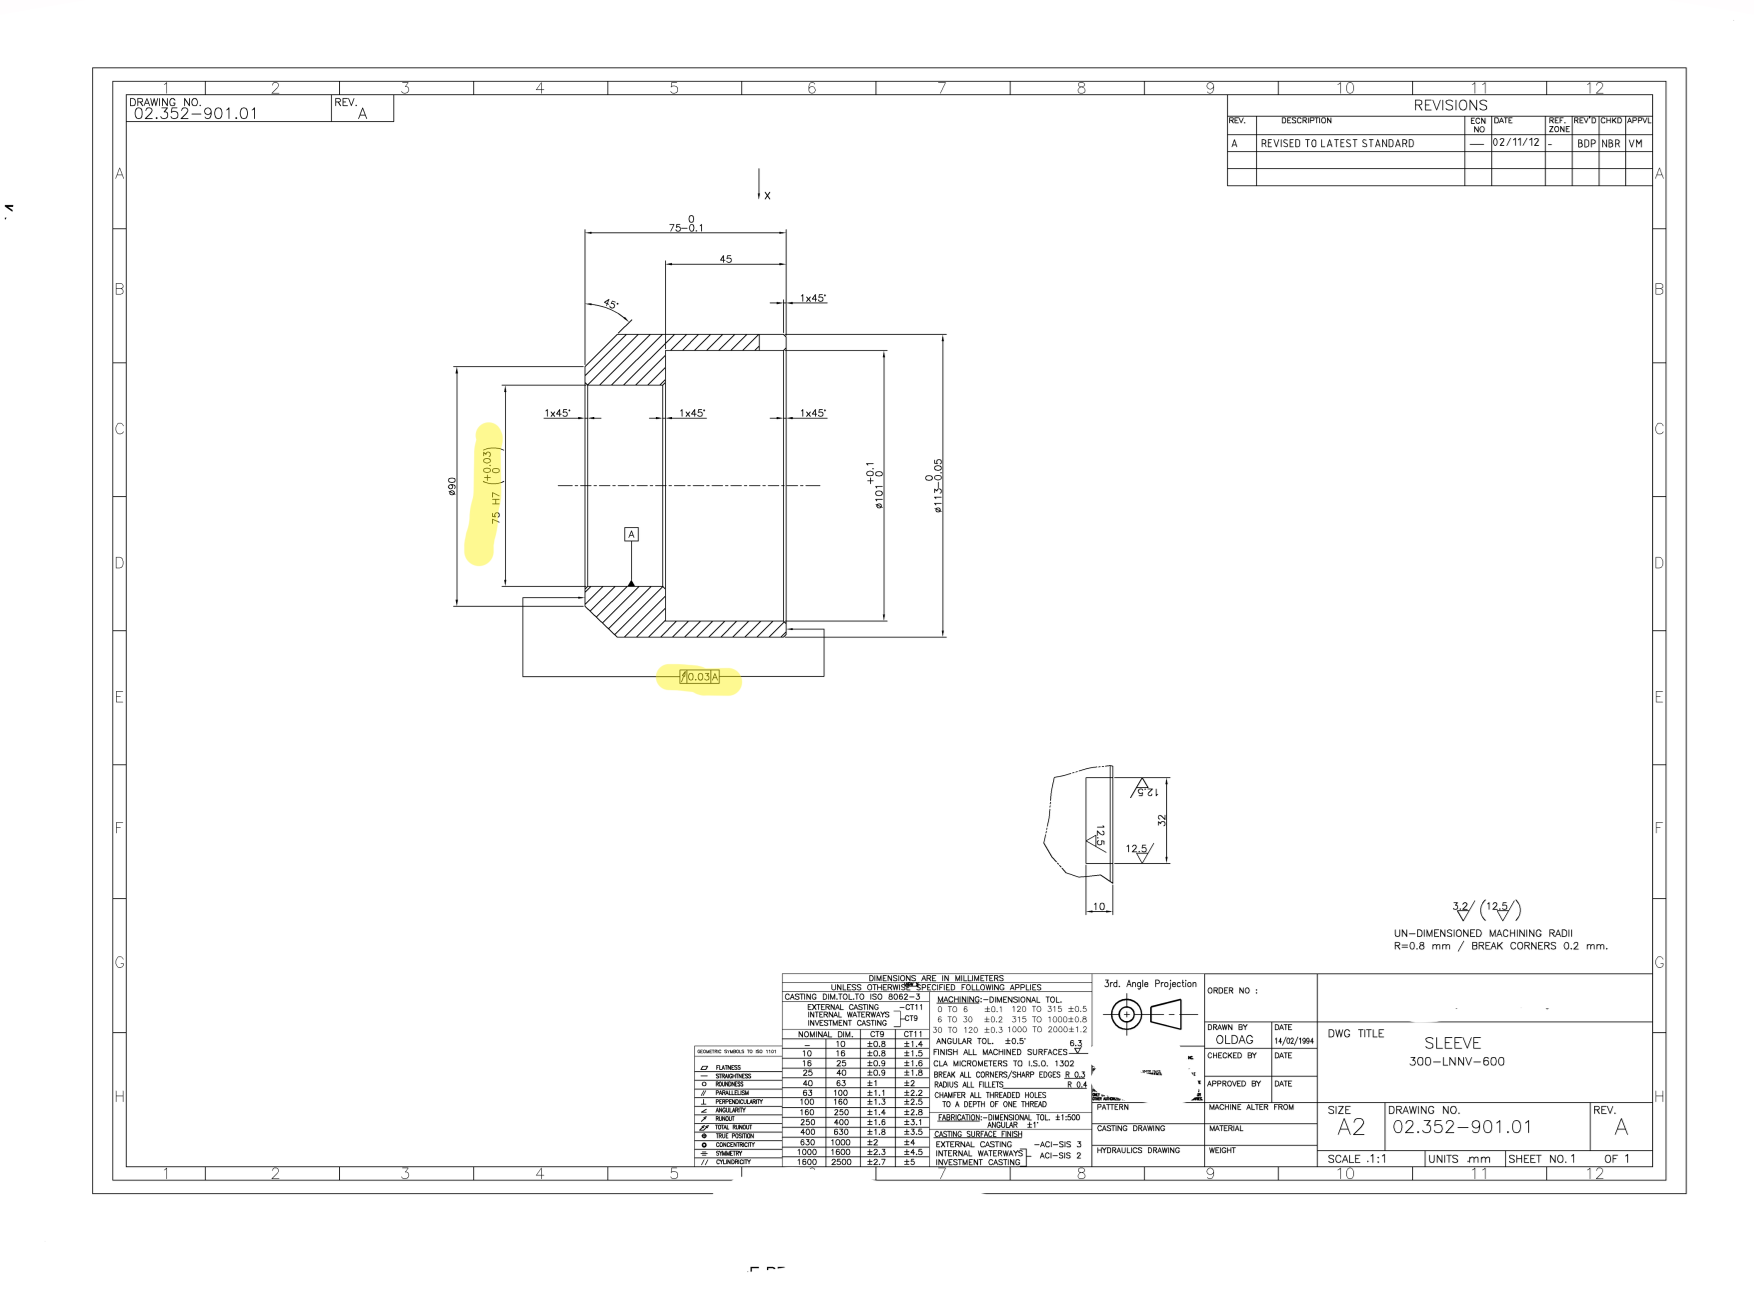 1 2 3 4 5 6 7 8 9 10 11 12
DRAWING NO.
02.352-901.01
REV.
A
REVISIONS
REV. DESCRIPTION ECN NO DATE REF. ZONE REV'D CHKD APPVL
A REVISED TO LATEST STANDARD — 02/11/12 - BDP NBR VM
A A
B B
C C
D D
E E
F F
G G
H H
X
0
75-0.1
45
1x45°
45°
1x45° 1x45° 1x45°
ø90
75 H7 (+0.03 0)
A
ø101 +0.1 0
ø113 0 -0.05
0.03 A
12.5
12.5
12.5
32
10
3.2/ (12.5/)
UN-DIMENSIONED MACHINING RADII
R=0.8 mm / BREAK CORNERS 0.2 mm.
GEOMETRIC SYMBOLS TO ISO 1101
FLATNESS
STRAIGHTNESS
ROUNDNESS
PARALLELISM
PERPENDICULARITY
ANGULARITY
RUNOUT
TOTAL RUNOUT
TRUE POSITION
CONCENTRICITY
SYMMETRY
CYLINDRICITY
DIMENSIONS ARE IN MILLIMETERS
UNLESS OTHERWISE SPECIFIED FOLLOWING APPLIES
CASTING DIM.TOL.TO ISO 8062-3
EXTERNAL CASTING -CT11
INTERNAL WATERWAYS
INVESTMENT CASTING -CT9
NOMINAL DIM. CT9 CT11
– 10 ±0.8 ±1.4
10 16 ±0.8 ±1.5
16 25 ±0.9 ±1.6
25 40 ±0.9 ±1.8
40 63 ±1 ±2
63 100 ±1.1 ±2.2
100 160 ±1.3 ±2.5
160 250 ±1.4 ±2.8
250 400 ±1.6 ±3.1
400 630 ±1.8 ±3.5
630 1000 ±2 ±4
1000 1600 ±2.3 ±4.5
1600 2500 ±2.7 ±5
MACHINING:-DIMENSIONAL TOL.
0 TO 6 ±0.1 120 TO 315 ±0.5
6 TO 30 ±0.2 315 TO 1000±0.8
30 TO 120 ±0.3 1000 TO 2000±1.2
ANGULAR TOL. ±0.5°
FINISH ALL MACHINED SURFACES 6.3
CLA MICROMETERS TO I.S.O. 1302
BREAK ALL CORNERS/SHARP EDGES R 0.3
RADIUS ALL FILLETS R 0.4
CHAMFER ALL THREADED HOLES
TO A DEPTH OF ONE THREAD
FABRICATION:-DIMENSIONAL TOL. ±1:500
ANGULAR ±1°
CASTING SURFACE FINISH
EXTERNAL CASTING -ACI-SIS 3
INTERNAL WATERWAYS
INVESTMENT CASTING - ACI-SIS 2
3rd. Angle Projection
PATTERN
CASTING DRAWING
HYDRAULICS DRAWING
ORDER NO :
DRAWN BY
OLDAG
DATE
14/02/1994
CHECKED BY DATE
APPROVED BY DATE
MACHINE ALTER FROM
MATERIAL
WEIGHT
DWG TITLE
SLEEVE
300-LNNV-600
SIZE
A2
DRAWING NO.
02.352-901.01
REV.
A
SCALE .1:1 UNITS .mm SHEET NO. 1 OF 1
1 2 3 4 5 7 8 9 10 11 12